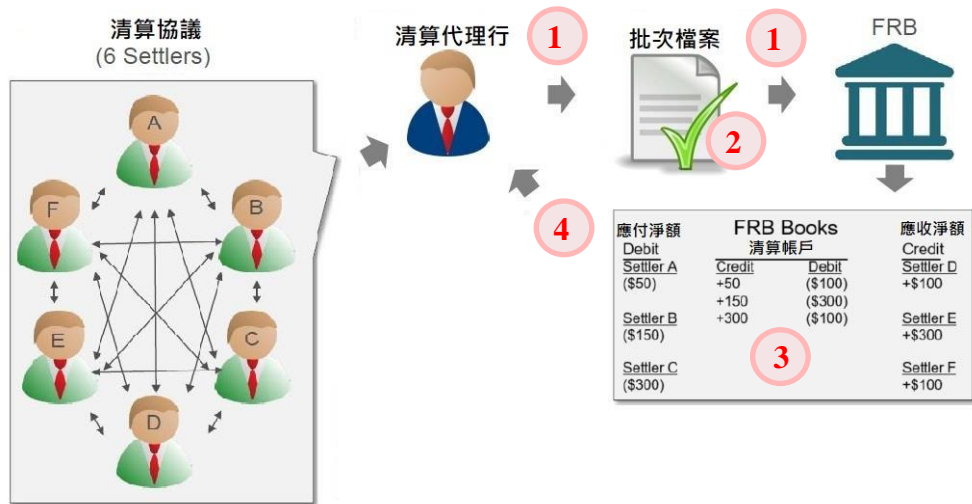 清算協議
(6 Settlers)
A
F
B
E
C
D
清算代理行
1
批次檔案
2
1
FRB
4
應付淨額
Debit
Settler A
($50)
Settler B
($150)
Settler C
($300)
FRB Books
清算帳戶
Credit Debit
+50 ($100)
+150 ($300)
+300 ($100)
3
應收淨額
Credit
Settler D
+$100
Settler E
+$300
Settler F
+$100